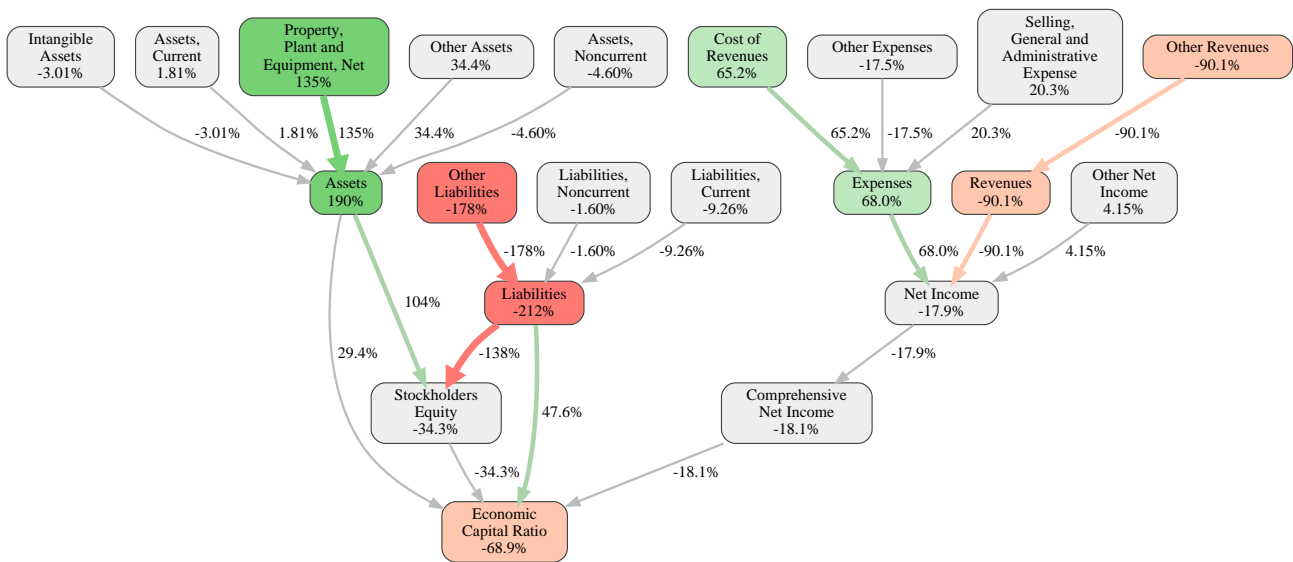 Intangible
Assets
-3.01%
Assets,
Current
1.81%
Property,
Plant and
Equipment, Net
135%
Other Assets
34.4%
Assets,
Noncurrent
-4.60%
Cost of
Revenues
65.2%
Other Expenses
-17.5%
Selling,
General and
Administrative
Expense
20.3%
Other Revenues
-90.1%
-3.01%
1.81%
135%
34.4%
-4.60%
65.2%
-17.5%
20.3%
-90.1%
Assets
190%
Other
Liabilities
-178%
Liabilities,
Noncurrent
-1.60%
Liabilities,
Current
-9.26%
Expenses
68.0%
Revenues
-90.1%
Other Net
Income
4.15%
-178%
-1.60%
-9.26%
68.0%
-90.1%
4.15%
104%
Liabilities
-212%
Net Income
-17.9%
29.4%
-138%
47.6%
-17.9%
Stockholders
Equity
-34.3%
Comprehensive
Net Income
-18.1%
-34.3%
-18.1%
Economic
Capital Ratio
-68.9%